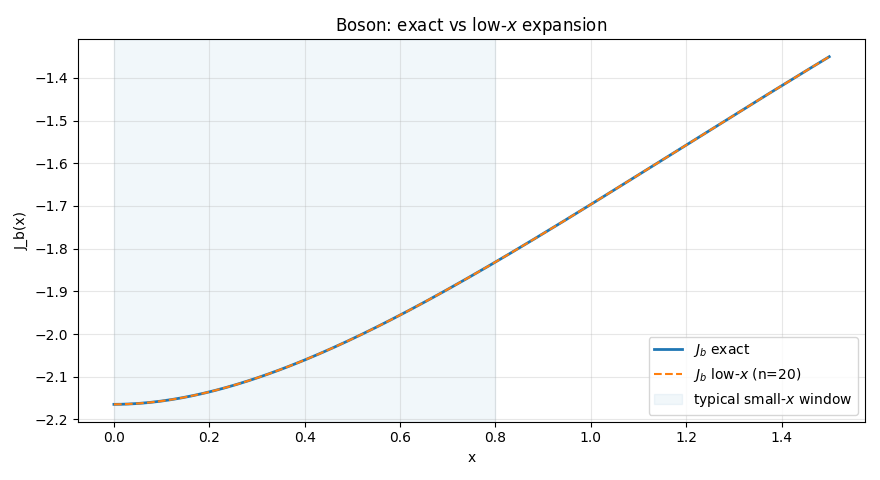 Boson: exact vs low-x expansion
J_b(x)
−1.4
−1.5
−1.6
−1.7
−1.8
−1.9
−2.0
−2.1
−2.2
J_b exact
J_b low-x (n=20)
typical small-x window
0.0 0.2 0.4 0.6 0.8 1.0 1.2 1.4
x